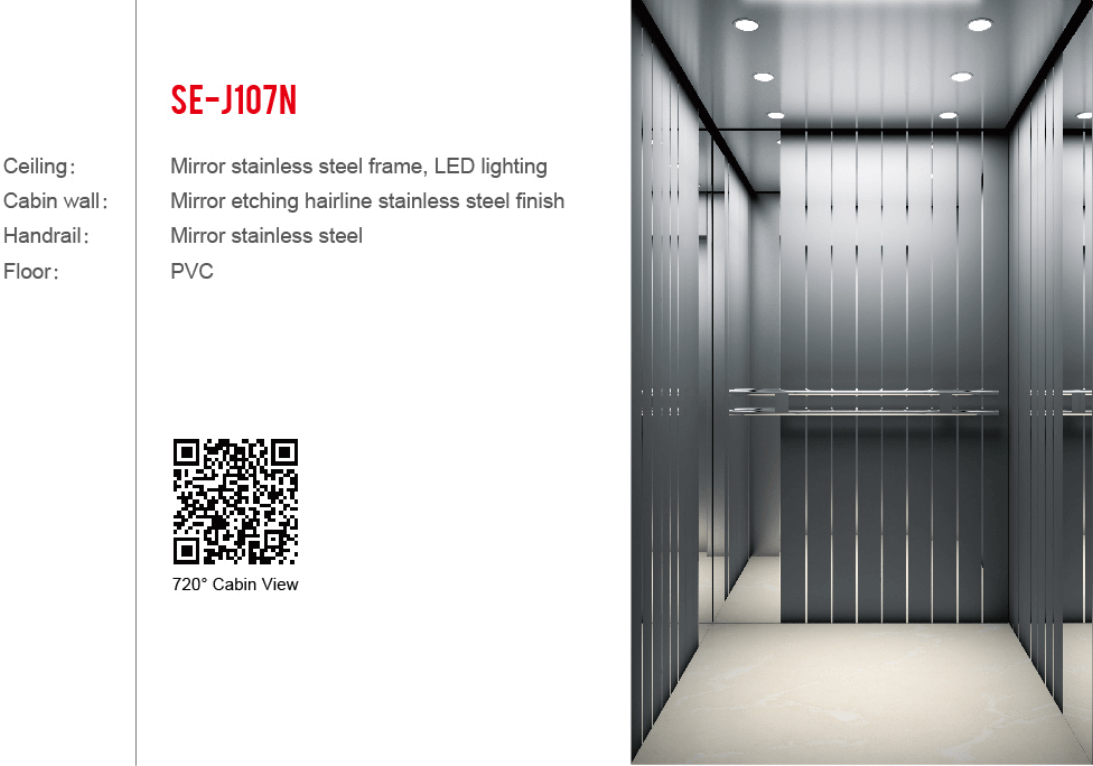 SE-J107N
Ceiling: Mirror stainless steel frame, LED lighting
Cabin wall: Mirror etching hairline stainless steel finish
Handrail: Mirror stainless steel
Floor: PVC
720° Cabin View